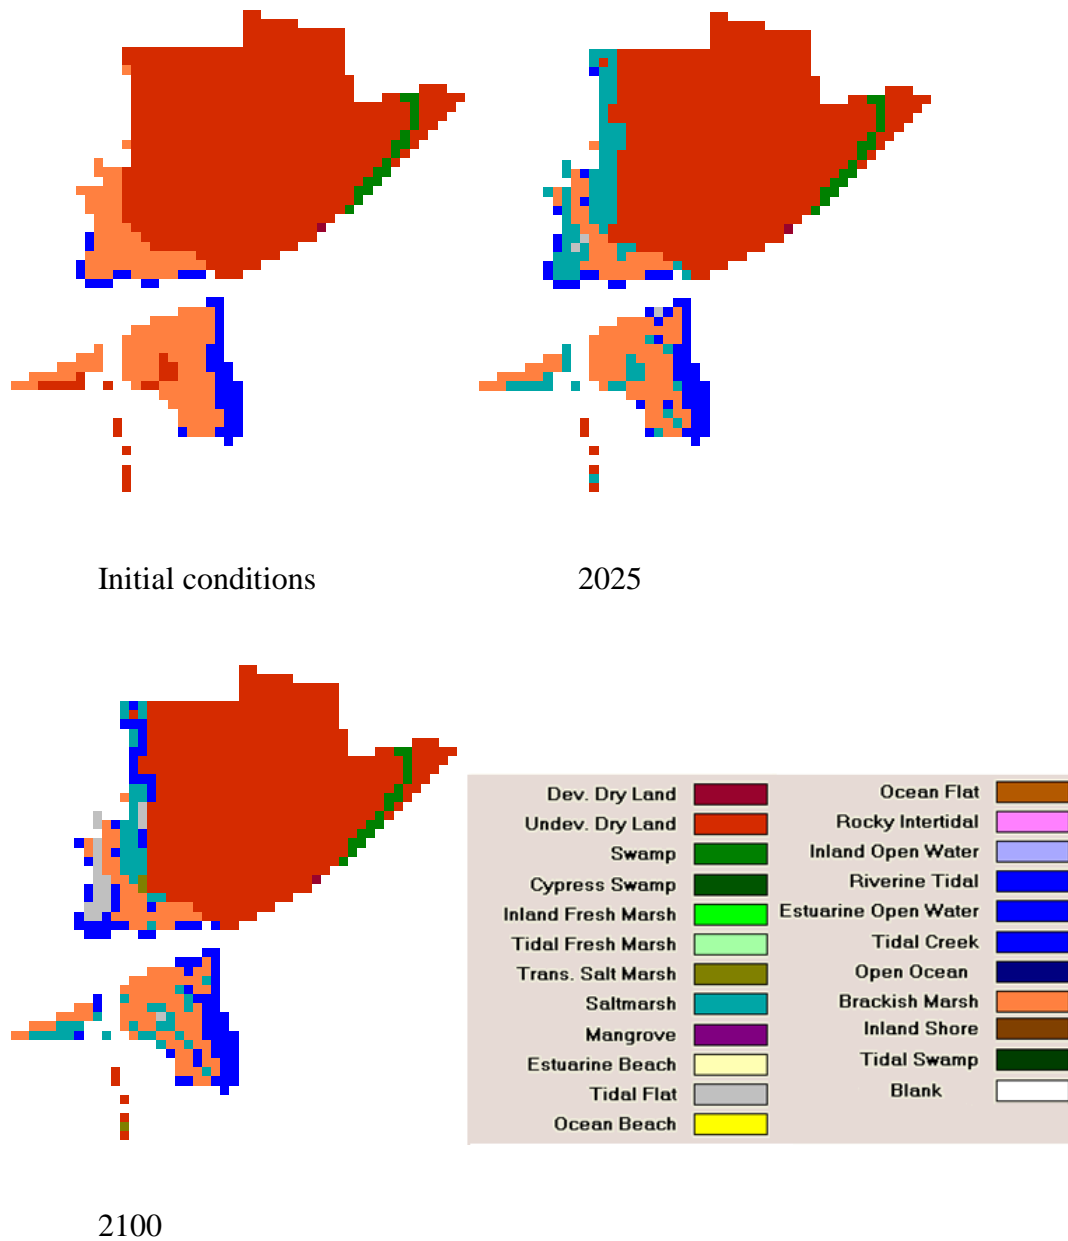 Initial conditions
2025
2100
Dev. Dry Land
Undev. Dry Land
Swamp
Cypress Swamp
Inland Fresh Marsh
Tidal Fresh Marsh
Trans. Salt Marsh
Saltmarsh
Mangrove
Estuarine Beach
Tidal Flat
Ocean Beach
Ocean Flat
Rocky Intertidal
Inland Open Water
Riverine Tidal
Estuarine Open Water
Tidal Creek
Open Ocean
Brackish Marsh
Inland Shore
Tidal Swamp
Blank